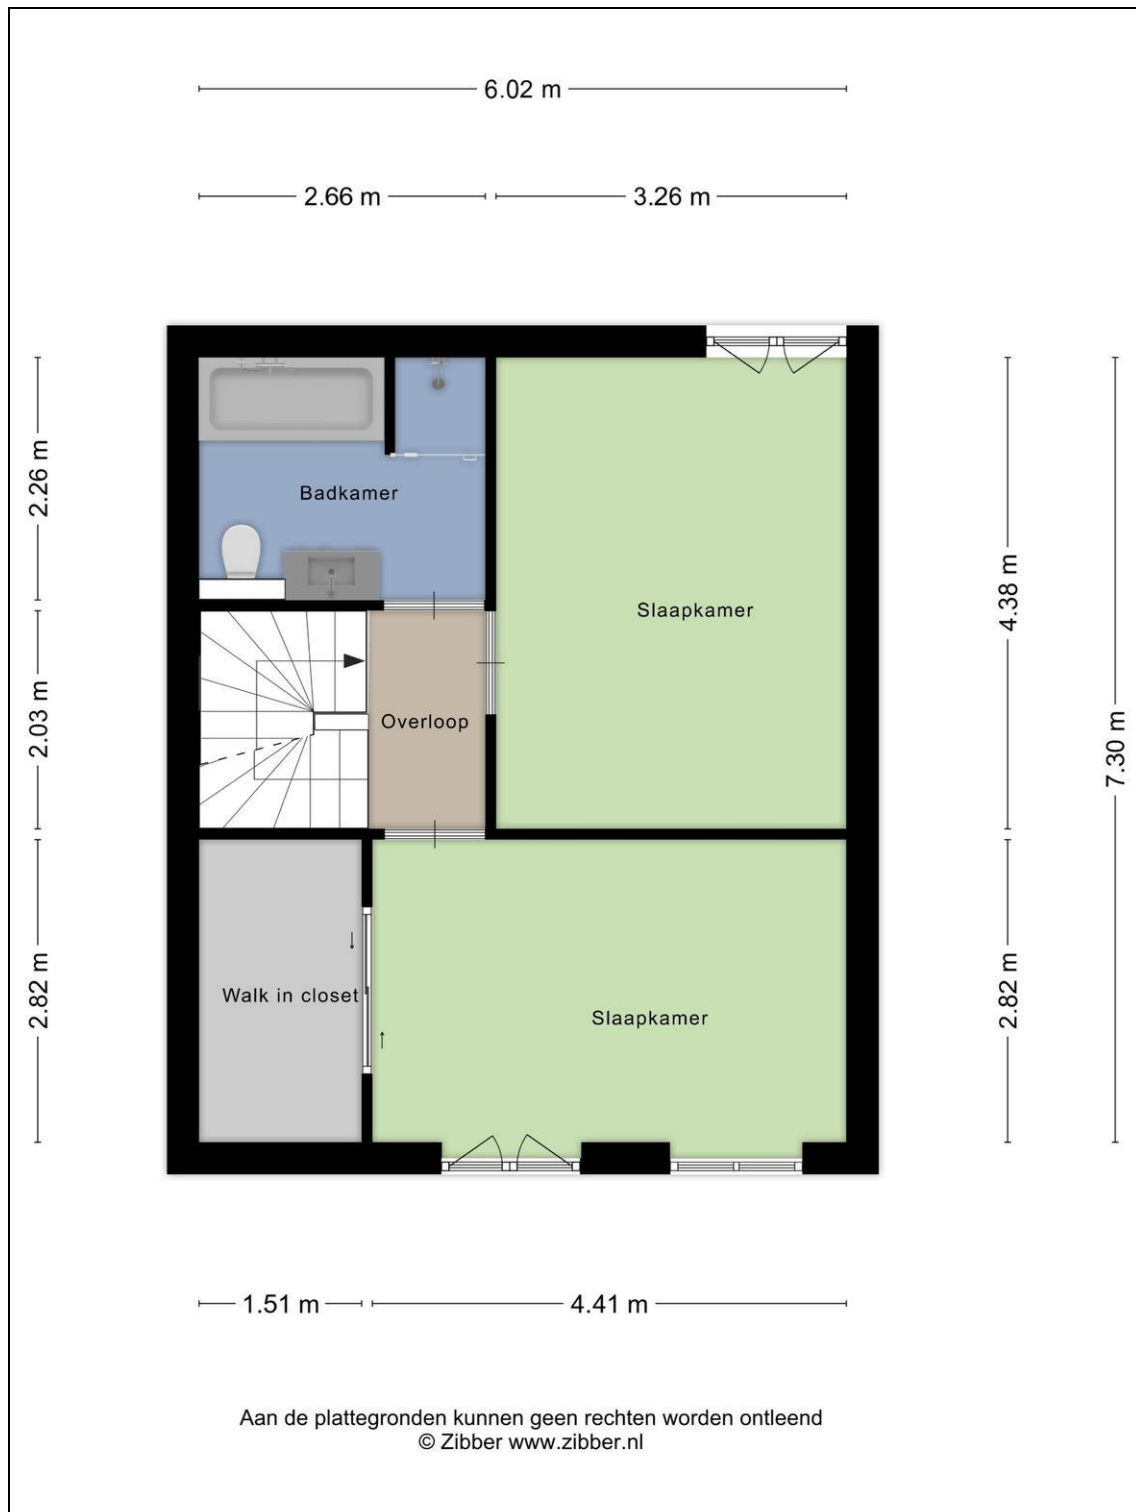 6.02 m
2.66 m
3.26 m
2.26 m
Badkamer
4.38 m
Slaapkamer
2.03 m
Overloop
7.30 m
2.82 m
Walk in closet
Slaapkamer
2.82 m
1.51 m
4.41 m
Aan de plattegronden kunnen geen rechten worden ontleend
© Zibber www.zibber.nl